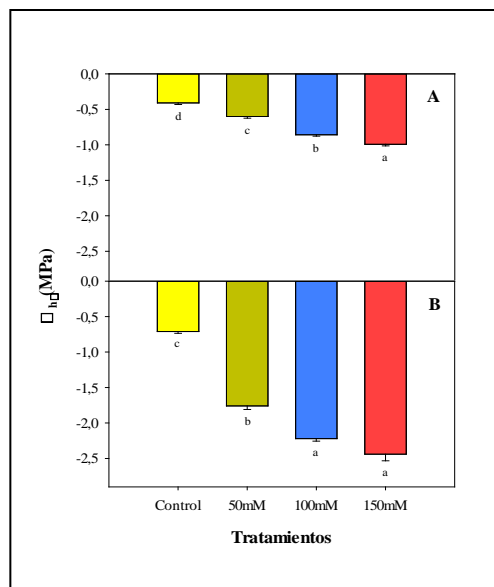 0,0
A
-0,5
d
c
-1,0
b
a
-1,5
-2,0
-2,5
□ h□(MPa)
0,0
B
-0,5
c
-1,0
-1,5
b
-2,0
a
-2,5
a
Control 50mM 100mM 150mM
Tratamientos